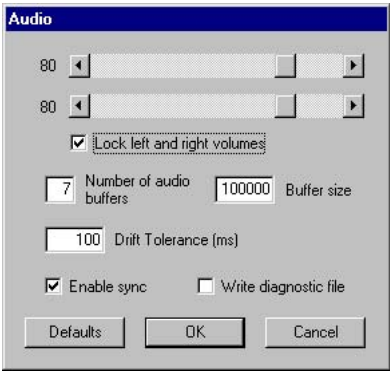 Audio
80
80
Lock left and right volumes
7 Number of audio buffers 100000 Buffer size
100 Drift Tolerance (ms)
Enable sync Write diagnostic file
Defaults OK Cancel